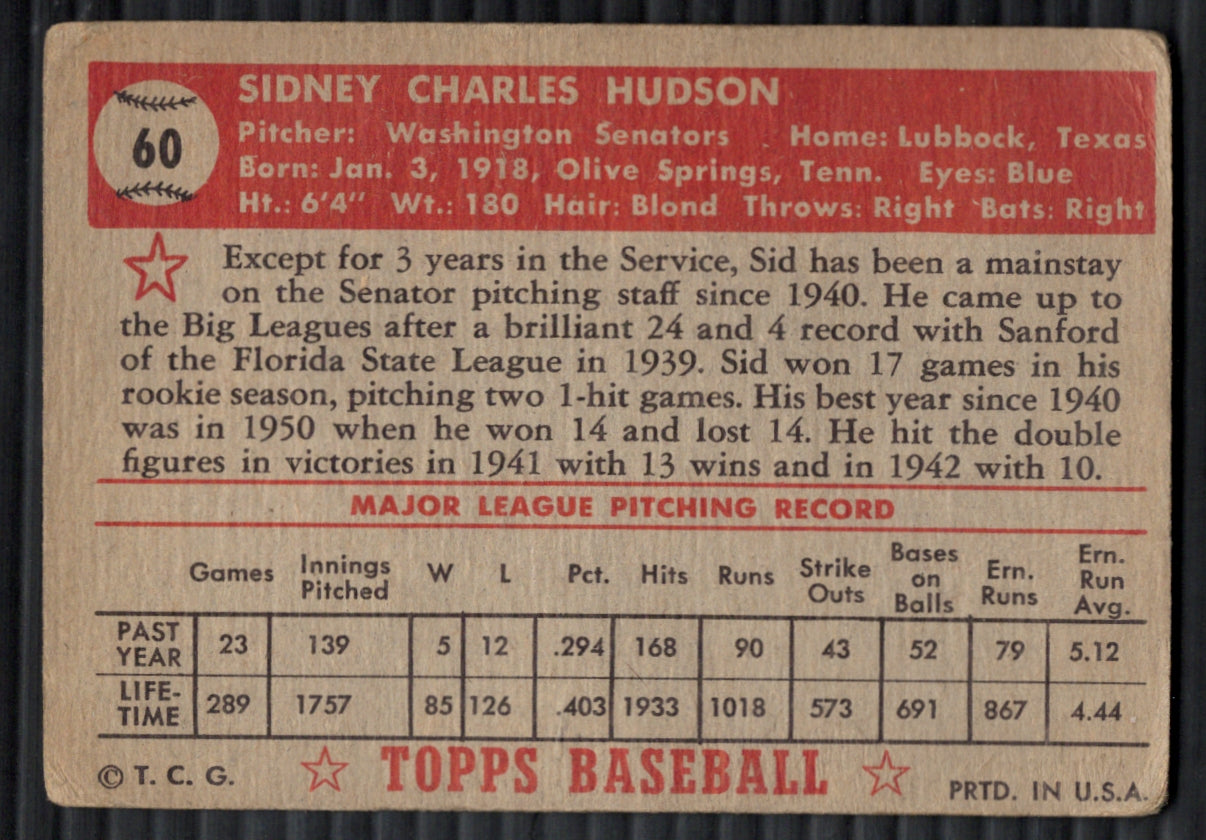 60
SIDNEY CHARLES HUDSON
Pitcher: Washington Senators Home: Lubbock, Texas
Born: Jan. 3, 1918, Olive Springs, Tenn. Eyes: Blue
Ht.: 6'4" Wt.: 180 Hair: Blond Throws: Right Bats: Right
Except for 3 years in the Service, Sid has been a mainstay
on the Senator pitching staff since 1940. He came up to
the Big Leagues after a brilliant 24 and 4 record with Sanford
of the Florida State League in 1939. Sid won 17 games in his
rookie season, pitching two 1-hit games. His best year since 1940
was in 1950 when he won 14 and lost 14. He hit the double
figures in victories in 1941 with 13 wins and in 1942 with 10.
MAJOR LEAGUE PITCHING RECORD
Games Innings Pitched W L Pct. Hits Runs Strike Outs Bases on Balls Ern. Runs Ern. Run Avg.
PAST YEAR 23 139 5 12 .294 168 90 43 52 79 5.12
LIFE-TIME 289 1757 85 126 .403 1933 1018 573 691 867 4.44
© T. C. G. TOPPS BASEBALL PRTD. IN U.S.A.